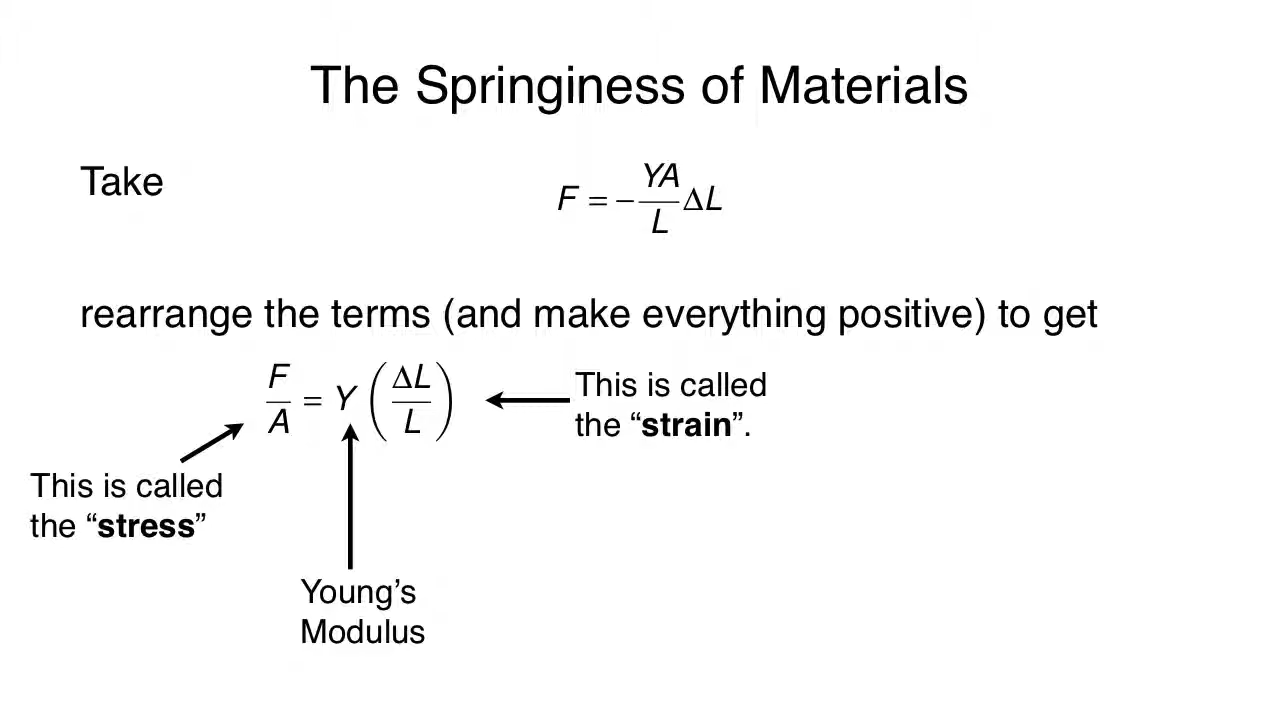 The Springiness of Materials
Take
F = −YA/L ΔL
rearrange the terms (and make everything positive) to get
F/A = Y (ΔL/L)
This is called
the “strain”.
This is called
the “stress”
Young’s
Modulus